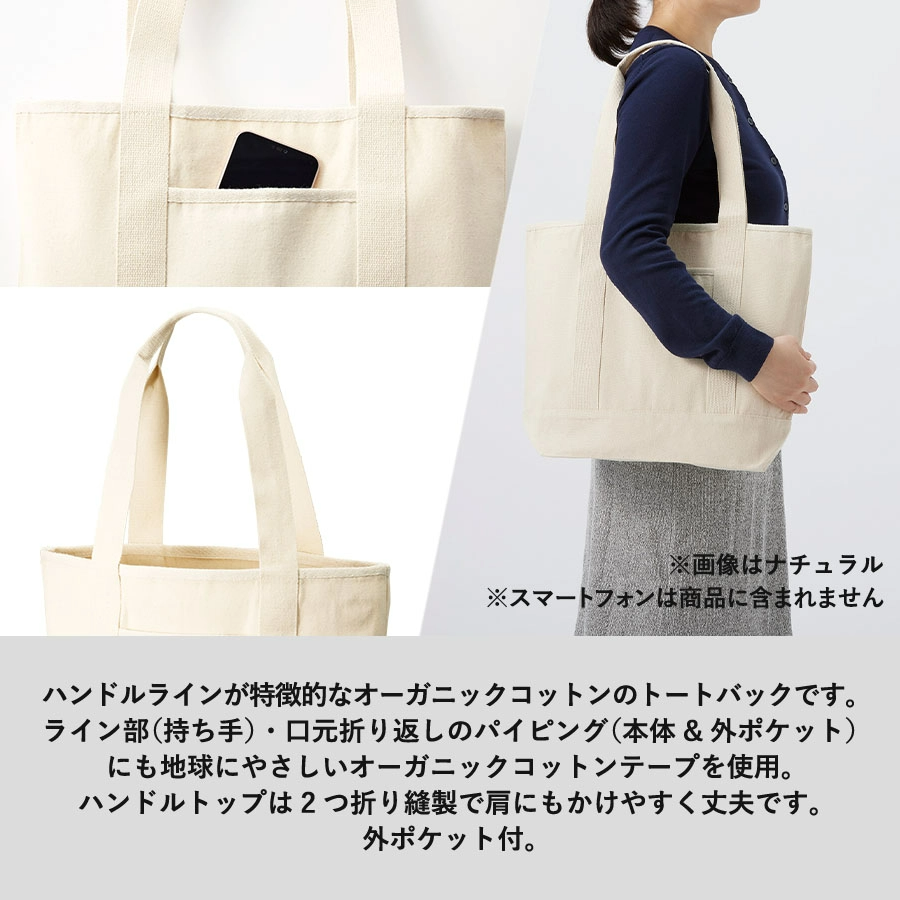 ※画像はナチュラル
※スマートフォンは商品に含まれません
ハンドルラインが特徴的なオーガニックコットンのトートバックです。
ライン部(持ち手)・口元折り返しのパイピング(本体 & 外ポケット)
にも地球にやさしいオーガニックコットンテープを使用。
ハンドルトップは2つ折り縫製で肩にもかけやすく丈夫です。
外ポケット付。